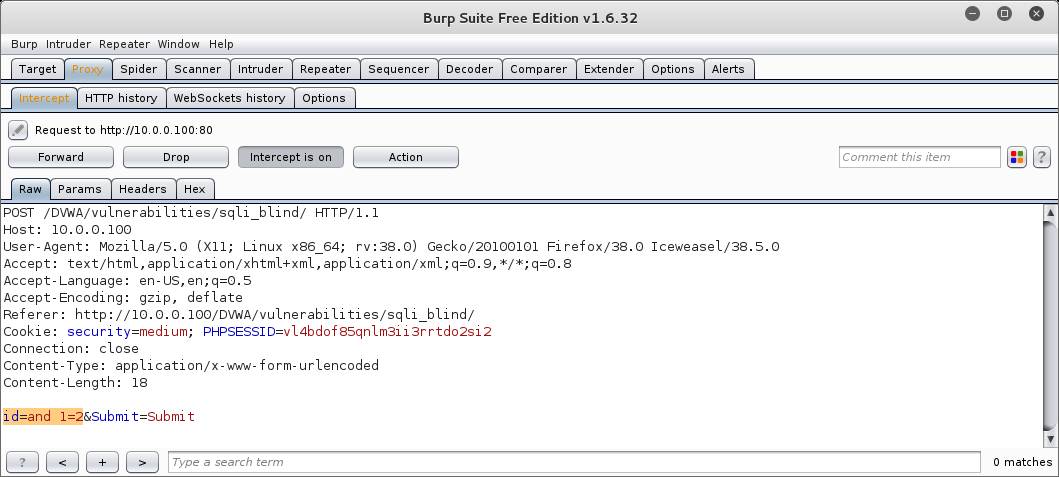 Burp Suite Free Edition v1.6.32
Burp Intruder Repeater Window Help
Target Proxy Spider Scanner Intruder Repeater Sequencer Decoder Comparer Extender Options Alerts
Intercept HTTP history WebSockets history Options
Request to http://10.0.0.100:80
Forward Drop Intercept is on Action Comment this item ?
Raw Params Headers Hex
POST /DVWA/vulnerabilities/sqli_blind/ HTTP/1.1
Host: 10.0.0.100
User-Agent: Mozilla/5.0 (X11; Linux x86_64; rv:38.0) Gecko/20100101 Firefox/38.0 Iceweasel/38.5.0
Accept: text/html,application/xhtml+xml,application/xml;q=0.9,*/*;q=0.8
Accept-Language: en-US,en;q=0.5
Accept-Encoding: gzip, deflate
Referer: http://10.0.0.100/DVWA/vulnerabilities/sqli_blind/
Cookie: security=medium; PHPSESSID=vl4bdof85qnlm3ii3rrtdo2si2
Connection: close
Content-Type: application/x-www-form-urlencoded
Content-Length: 18
id=and 1=2&Submit=Submit
? < + > Type a search term 0 matches